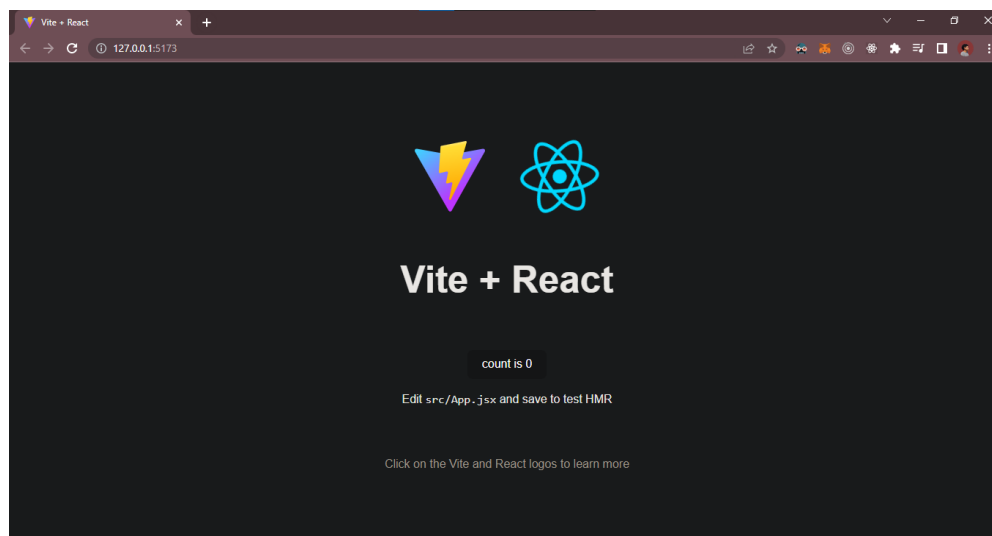 Vite + React
127.0.0.1:5173
Vite + React
count is 0
Edit src/App.jsx and save to test HMR
Click on the Vite and React logos to learn more